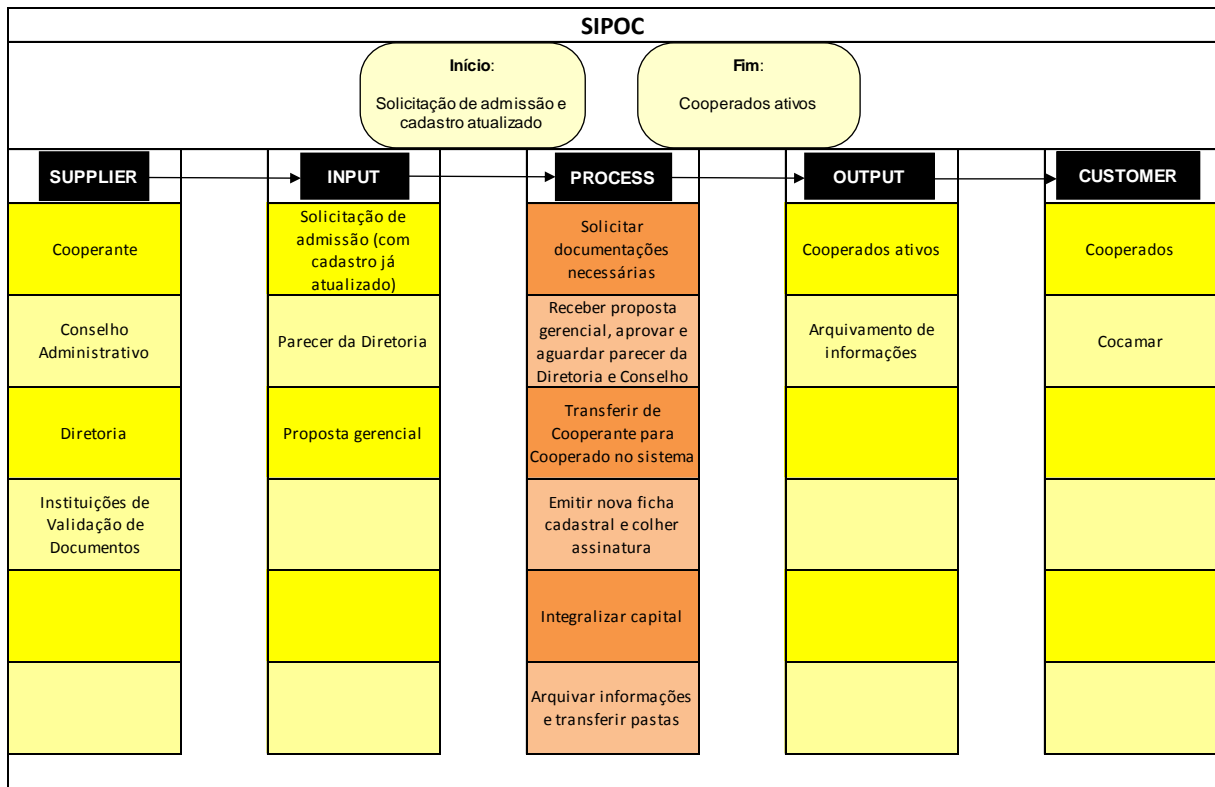 SIPOC
Início:
Solicitação de admissão e
cadastro atualizado
Fim:
Cooperados ativos
SUPPLIER
INPUT
PROCESS
OUTPUT
CUSTOMER
Cooperante
Solicitação de
admissão (com
cadastro já
atualizado)
Solicitar
documentações
necessárias
Cooperados ativos
Cooperados
Conselho
Administrativo
Parecer da Diretoria
Receber proposta
gerencial, aprovar e
aguardar parecer da
Diretoria e Conselho
Arquivamento de
informações
Cocamar
Diretoria
Proposta gerencial
Transferir de
Cooperante para
Cooperado no sistema
Instituições de
Validação de
Documentos
Emitir nova ficha
cadastral e colher
assinatura
Integralizar capital
Arquivar informações
e transferir pastas